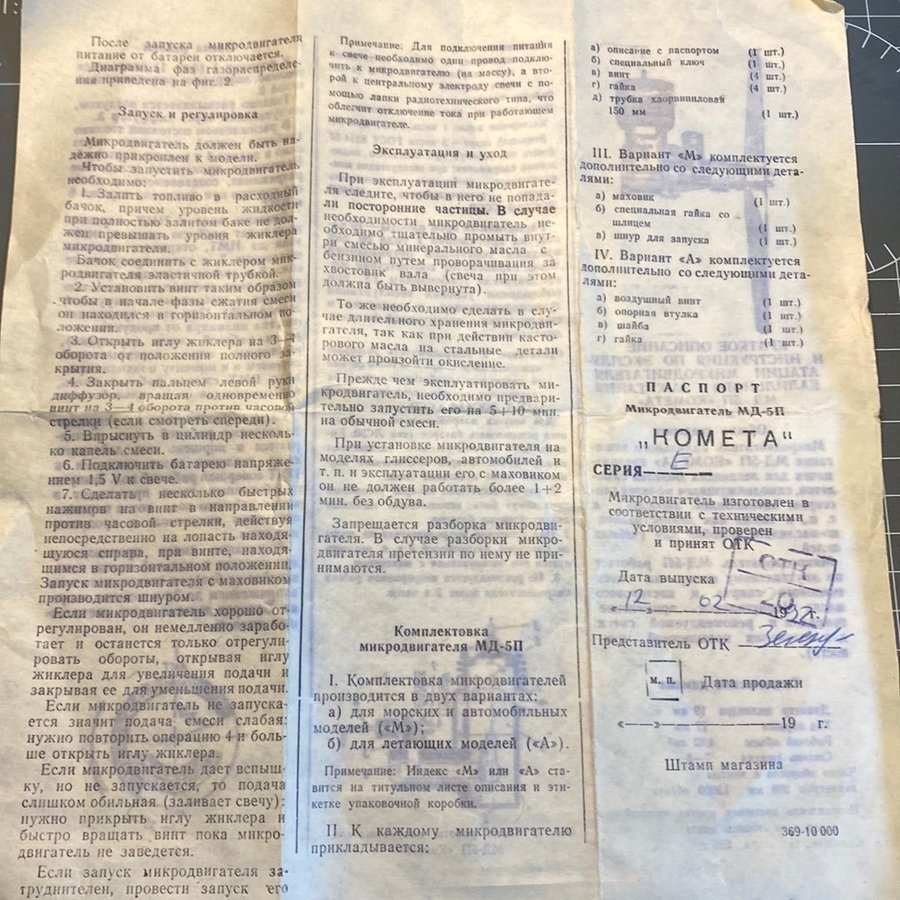 После запуска микродвигателя
питание от батареи отключается.
Диаграмма фаз газораспределе-
ния приведена на фиг. 2.
Запуск и регулировка
Микродвигатель должен быть на-
дежно прикреплен к модели.
Чтобы запустить микродвигатель
необходимо:
1. Залить топливо в расходный
бачок, причем уровень жидкости
при полностью залитом баке не дол-
жен превышать уровня жиклера
микродвигателя.
Бачок соединить с жиклером мик-
родвигателя эластичной трубкой.
2. Установить винт таким образом
чтобы в начале фазы сжатия смеси
он находился в горизонтальном по-
ложении.
3. Открыть иглу жиклера на 3—4
оборота от положения полного за-
крытия.
4. Закрыть пальцем левой руки
диффузор, вращая одновременно
винт на 3—4 оборота против часовой
стрелки (если смотреть спереди).
5. Впрыснуть в цилиндр несколь-
ко капель смеси.
6. Подключить батарею напряже-
нием 1,5 V к свече.
7. Сделать несколько быстрых
нажимов на винт в направлении
против часовой стрелки, действуя
непосредственно на лопасть находя-
щуюся справа, при винте, находя-
щимся в горизонтальном положении.
Запуск микродвигателя с маховиком
производится шнуром.
Если микродвигатель хорошо от-
регулирован, он немедленно зарабо-
тает и останется только отрегули-
ровать обороты, открывая иглу
жиклера для увеличения подачи и
закрывая ее для уменьшения подачи.
Если микродвигатель не запуска-
ется значит подача смеси слабая:
нужно повторить операцию 4 и боль-
ше открыть иглу жиклера.
Если микродвигатель дает вспыш-
ку, но не запускается, то подача
слишком обильная (заливает свечу):
нужно прикрыть иглу жиклера и
быстро вращать винт пока микро-
двигатель не заведется.
Если запуск микродвигателя за-
труднителен, провести запуск его
Примечание: Для подключения питания
к свече необходимо один провод подклю-
чить к микродвигателю (на массу), а вто-
рой к центральному электроду свечи с по-
мощью лапки радиотехнического типа, что
облегчит отключение тока при работающем
микродвигателе.
Эксплуатация и уход
При эксплуатации микродвигате-
ля следите, чтобы в него не попада-
ли посторонние частицы. В случае
необходимости микродвигатель не-
обходимо тщательно промыть внут-
ри смесью минерального масла с
бензином путем проворачивания за
хвостовик вала (свеча при этом
должна быть вывернута).
То же необходимо сделать в слу-
чае длительного хранения микродви-
гателя, так как при действии касто-
рового масла на стальные детали
может произойти окисление.
Прежде чем эксплуатировать ми-
кродвигатель, необходимо предвари-
тельно запустить его на 5÷10 мин.
на обычной смеси.
При установке микродвигателя на
моделях глиссеров, автомобилей и
т. п. и эксплуатации его с маховиком
он не должен работать более 1÷2
мин. без обдува.
Запрещается разборка микродви-
гателя. В случае разборки микро-
двигателя претензии по нему не при-
нимаются.
Комплектовка
микродвигателя МД-5П
I. Комплектовка микродвигателей
производится в двух вариантах:
а) для морских и автомобильных
моделей («М»);
б) для летающих моделей («А»).
Примечание: Индекс «М» или «А» ста-
вится на титульном листе описания и эти-
кетке упаковочной коробки.
II. К каждому микродвигателю
прикладывается:
а) описание с паспортом (1 шт.)
б) специальный ключ (1 шт.)
в) винт (4 шт.)
г) гайка (4 шт.)
д) трубка хлорвиниловая
150 мм (1 шт.)
III. Вариант «М» комплектуется
дополнительно со следующими дета-
лями:
а) маховик (1 шт.)
б) специальная гайка со
шлицем (1 шт.)
в) шнур для запуска (1 шт.)
IV. Вариант «А» комплектуется
дополнительно со следующими дета-
лями:
а) воздушный винт (1 шт.)
б) опорная втулка (1 шт.)
в) шайба (1 шт.)
г) гайка (1 шт.)
ПАСПОРТ
Микродвигатель МД-5П
„КОМЕТА“
СЕРИЯ Е
Микродвигатель изготовлен в
соответствии с техническими
условиями, проверен
и принят ОТК
ОТК
20
Дата выпуска
«12» 02 19 г.
Представитель ОТК
м. п. Дата продажи
«—»—19 г.
Штамп магазина
369-10 000